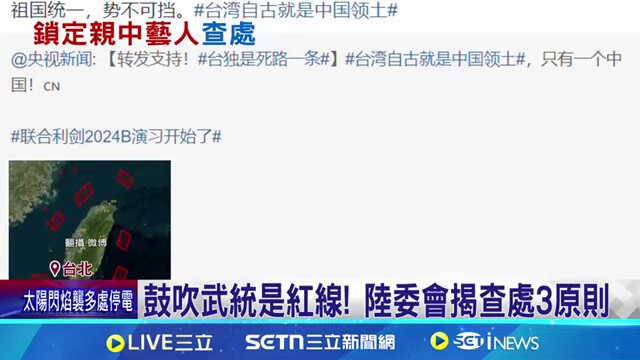 祖国统一，势不可挡。#台湾自古就是中国领土#
鎖定親中藝人查處
@央视新闻:【转发支持！#台独是死路一条#】#台湾自古就是中国领土#，只有一个中
国！CN
#联合利剑2024B演习开始了#
翻攝 微博
台北
太陽閃焰襲多處停電
鼓吹武統是紅線! 陸委會揭查處3原則
LIVE三立
SETN三立新聞網
SETiNEWS